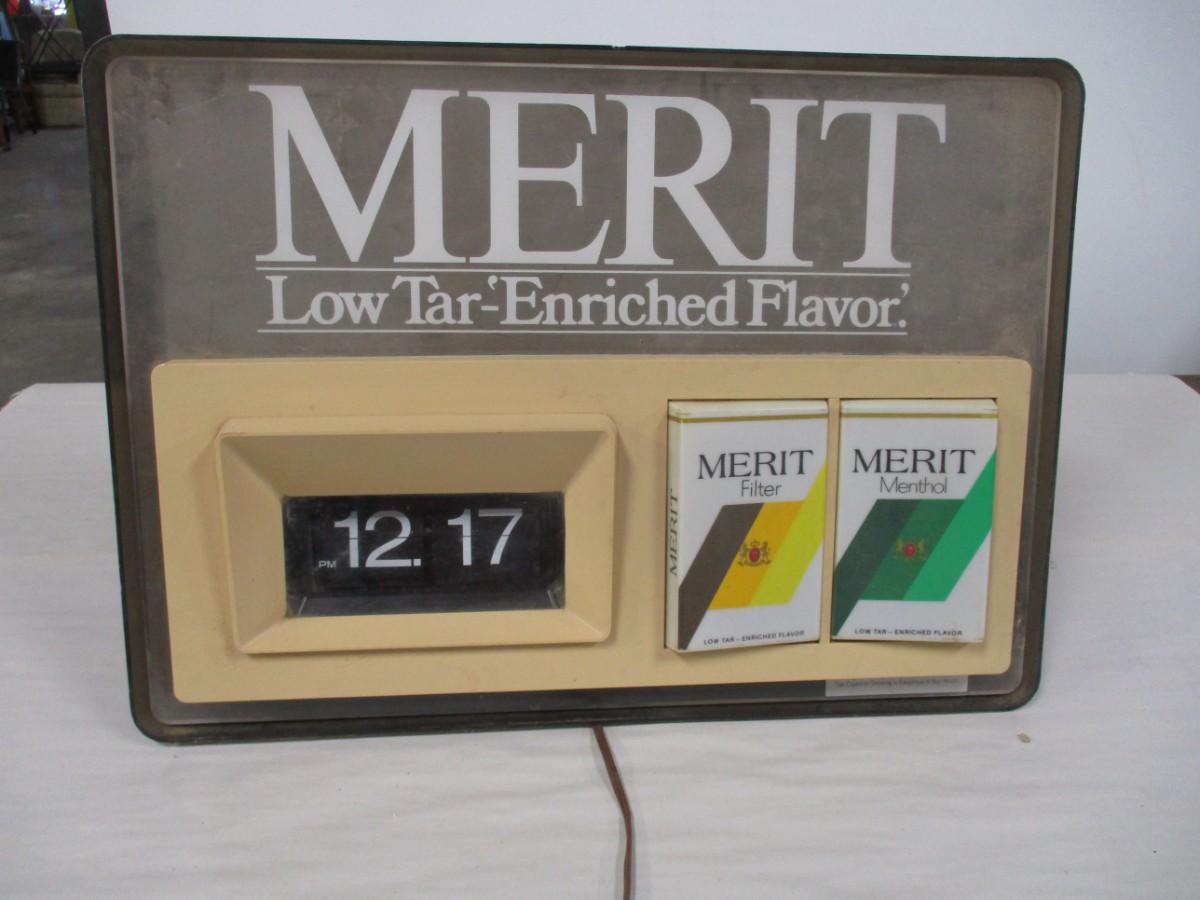 MERIT
Low Tar-'Enriched Flavor.'
PM 12. 17
MERIT
Filter
MERIT
LOW TAR – ENRICHED FLAVOR
MERIT
Menthol
LOW TAR – ENRICHED FLAVOR